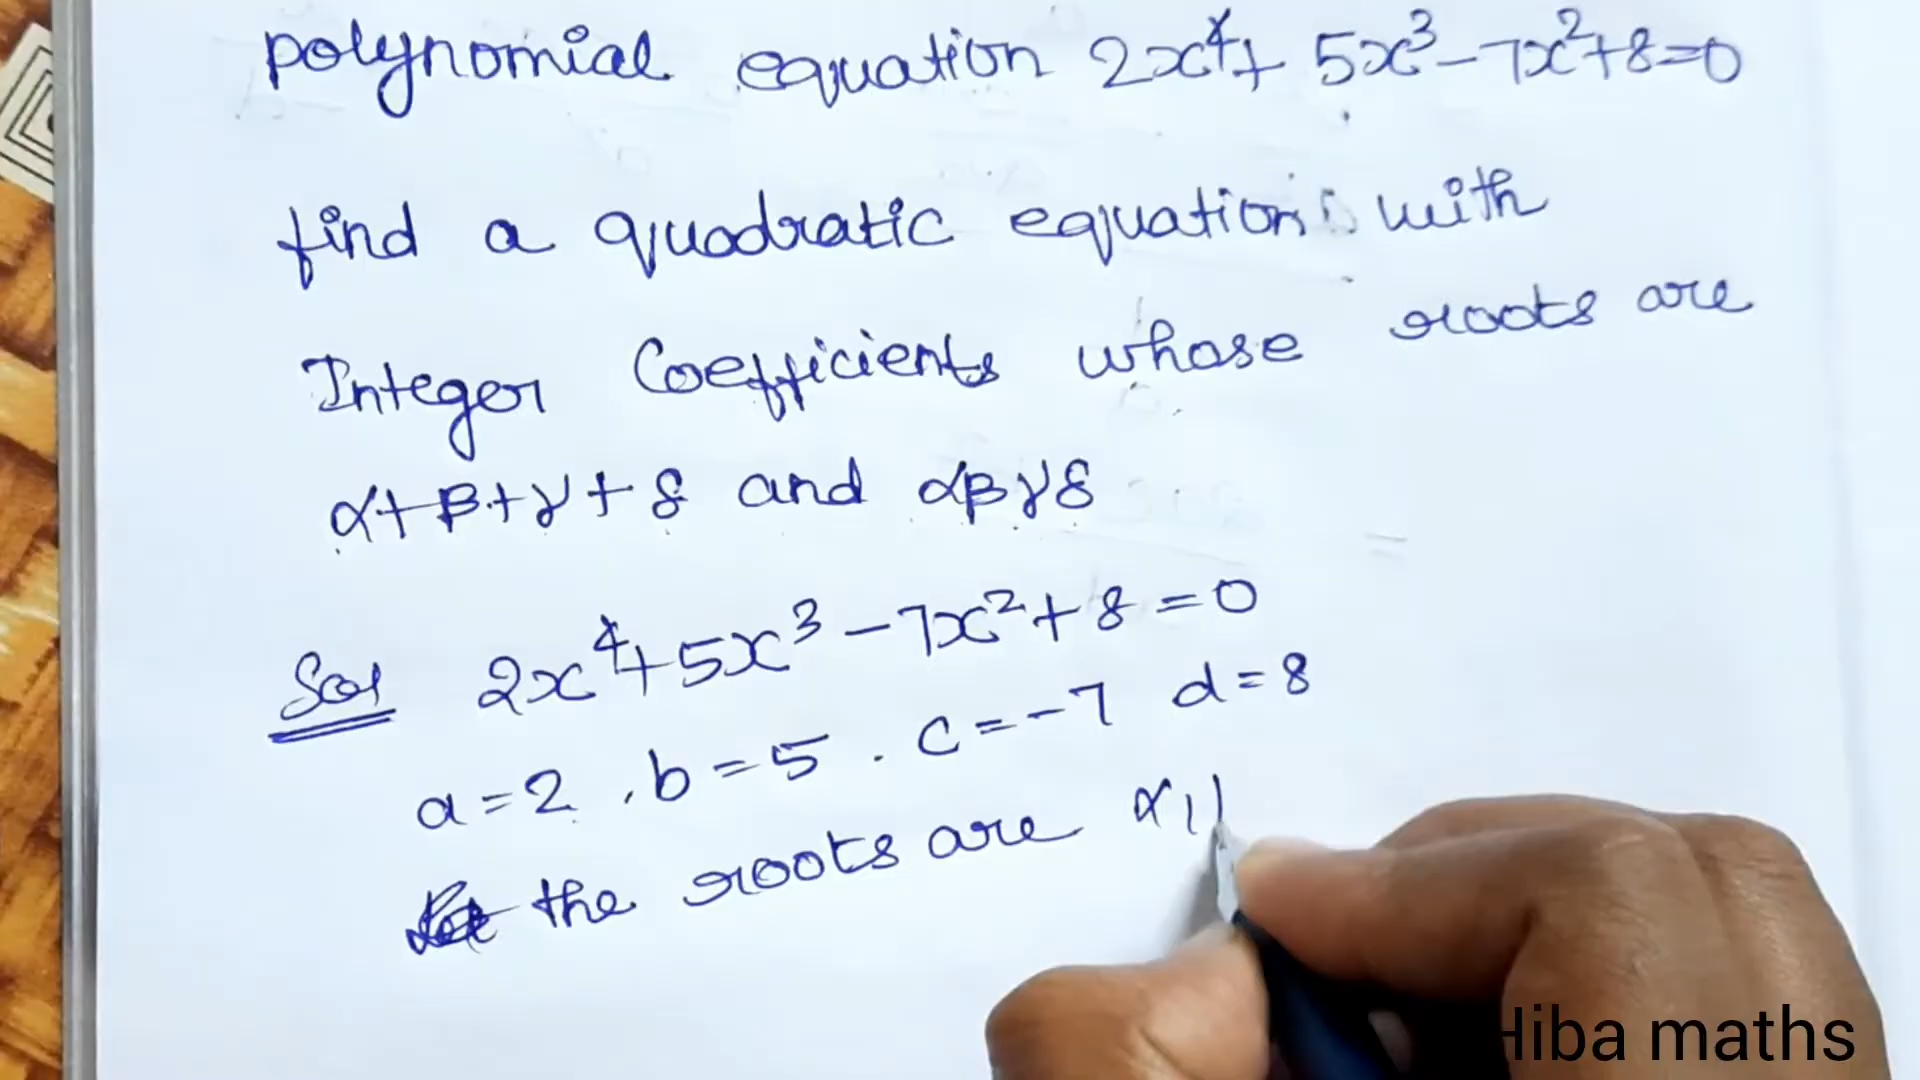 polynomial equation 2x⁴+ 5x³-7x²+8=0
find a quadratic equation with
Integer Coefficients whose roots are
α+β+γ+δ and αβγδ
Sol 2x⁴+5x³-7x²+8=0
a=2, b=5. c=-7 d=8
the roots are α,
Hiba maths